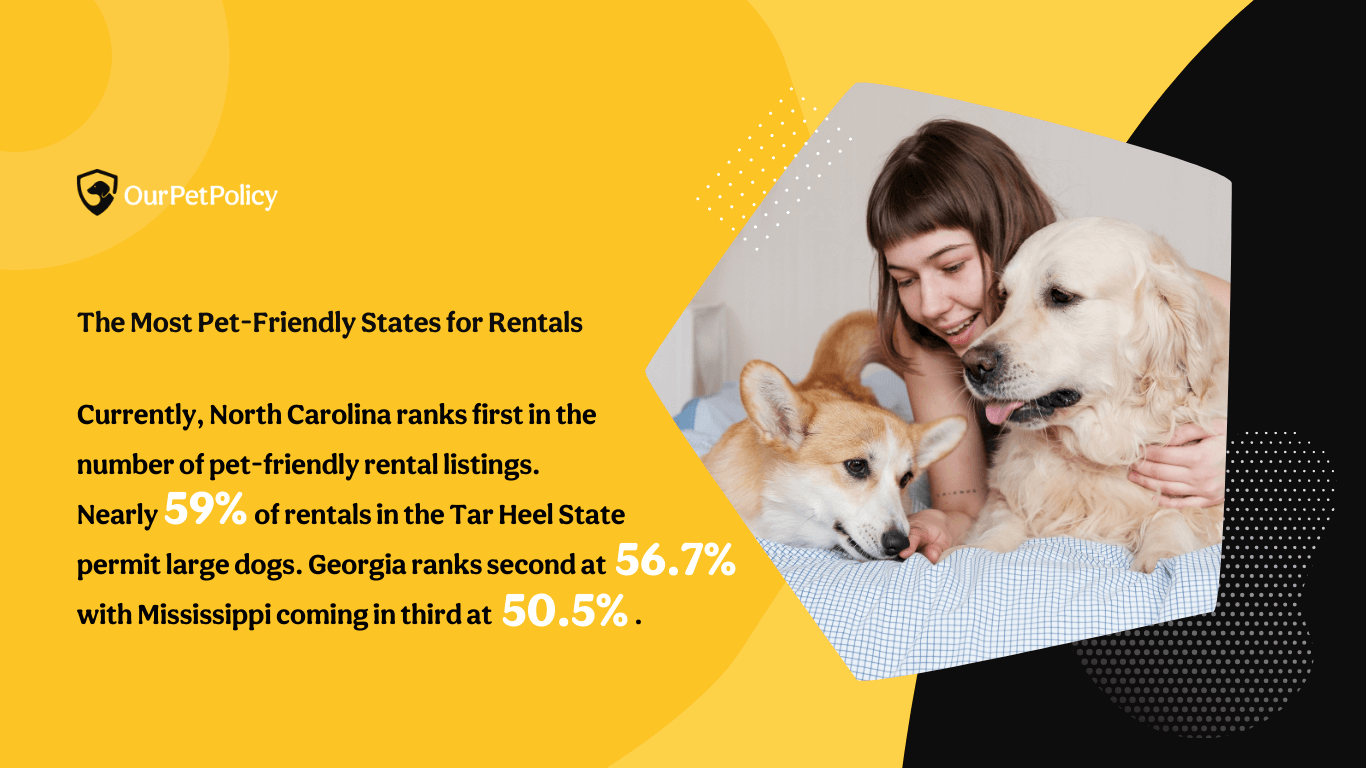 OurPetPolicy
The Most Pet-Friendly States for Rentals
Currently, North Carolina ranks first in the
number of pet-friendly rental listings.
Nearly 59% of rentals in the Tar Heel State
permit large dogs. Georgia ranks second at 56.7%
with Mississippi coming in third at 50.5% .